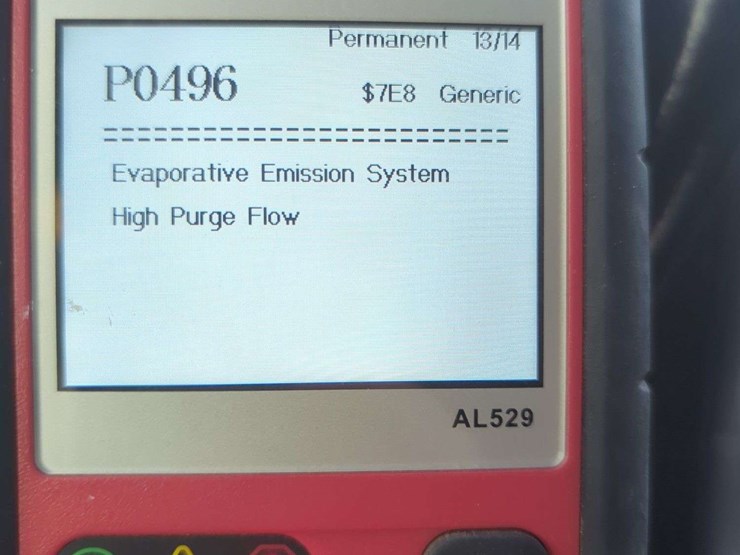 Permanent 13/14
P0496 $7E8 Generic
==========================
Evaporative Emission System
High Purge Flow
AL529